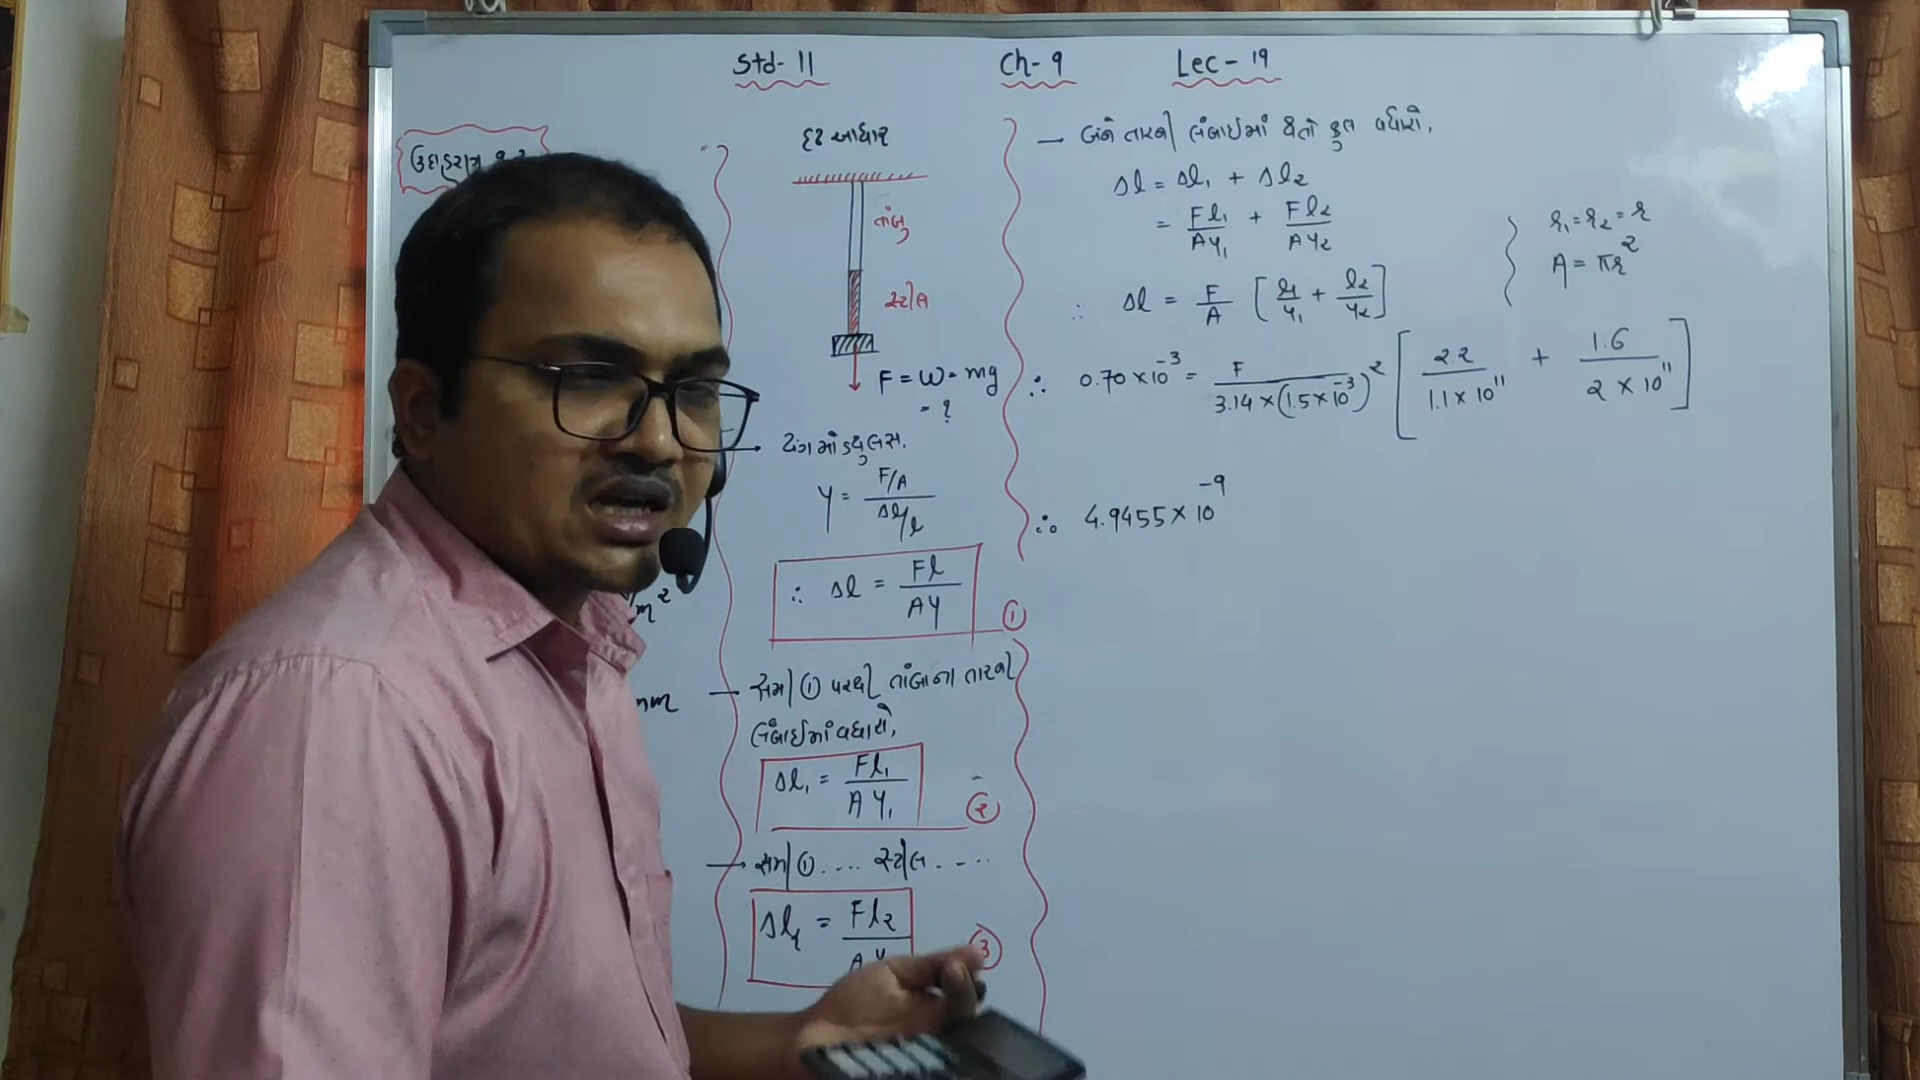 Std- 11 Ch- 9 Lec- 19
ઉદાહરણ
દૃઢ આધાર
તાંબુ
સ્ટીલ
F = W = mg
= ?
→ યંગ મોડ્યુલસ.
Y = F/A / Δl/l
∴ Δl = Fl / AY ①
→ સમી ① પરથી તાંબાના તારની
લંબાઈમાં વધારો,
Δl₁ = Fl₁ / AY₁ ②
→ સમી ① .... સ્ટીલ ....
= Fl₂ / AY ③
m²
mm
— બંને તારની લંબાઈમાં થતો કુલ વધારો,
Δl = Δl₁ + Δl₂
= Fl₁ / AY₁ + Fl₂ / AY₂
r₁ = r₂ = r
A = πr²
∴ Δl = F / A [ l₁ / Y₁ + l₂ / Y₂ ]
∴ 0.70 × 10⁻³ = F / 3.14 × (1.5 × 10⁻³)² [ 2.2 / 1.1 × 10¹¹ + 1.6 / 2 × 10¹¹ ]
∴ 4.9455 × 10⁻⁹